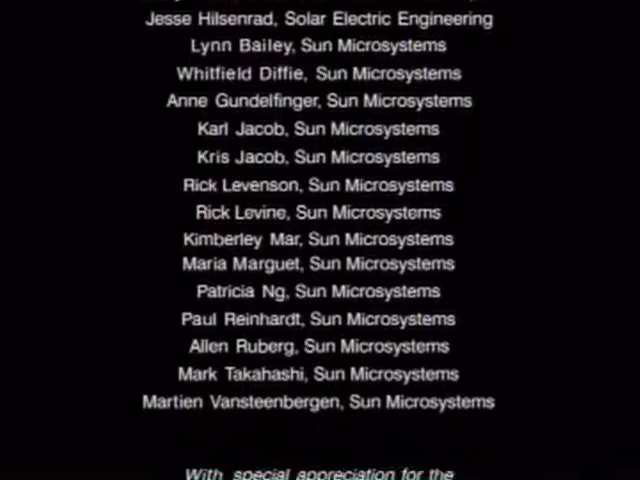 Jesse Hilsenrad, Solar Electric Engineering
Lynn Bailey, Sun Microsystems
Whitfield Diffie, Sun Microsystems
Anne Gundelfinger, Sun Microsystems
Karl Jacob, Sun Microsystems
Kris Jacob, Sun Microsystems
Rick Levenson, Sun Microsystems
Rick Levine, Sun Microsystems
Kimberley Mar, Sun Microsystems
Maria Marguet, Sun Microsystems
Patricia Ng, Sun Microsystems
Paul Reinhardt, Sun Microsystems
Allen Ruberg, Sun Microsystems
Mark Takahashi, Sun Microsystems
Martien Vansteenbergen, Sun Microsystems
With special appreciation for the